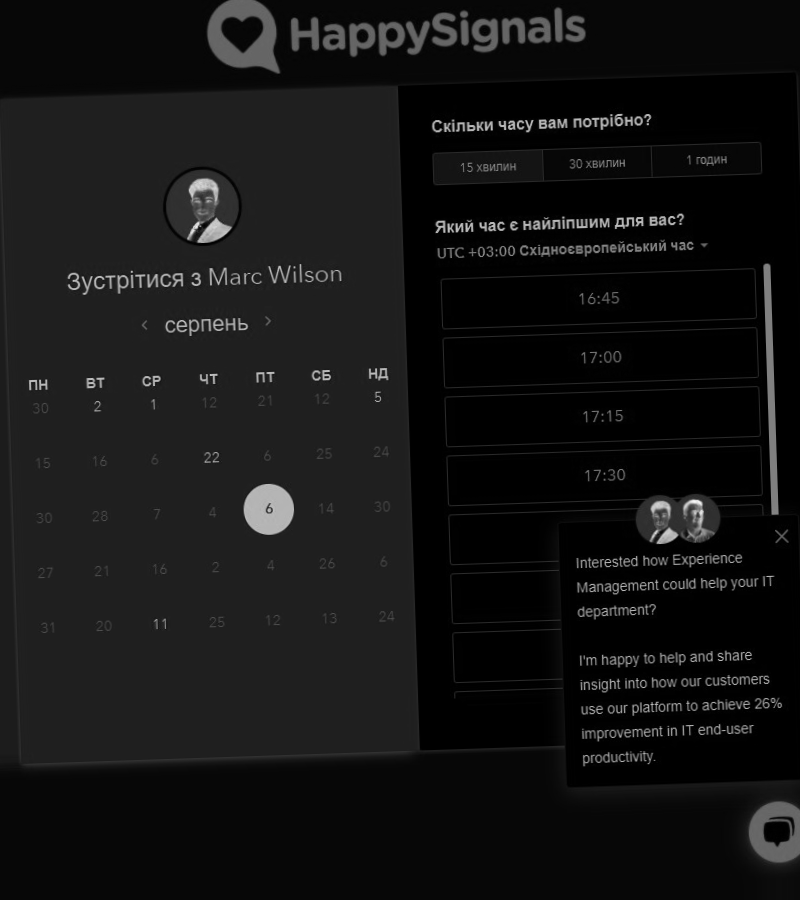 HappySignals
Зустрітися з Marc Wilson
серпень
ПН ВТ СР ЧТ ПТ СБ НД
30 2 1 12 21 12 5
15 16 6 22 6 25 24
30 28 7 4 6 14 30
27 21 16 2 4 26 6
31 20 11 25 12 13 24
Скільки часу вам потрібно?
15 хвилин 30 хвилин 1 годин
Який час є найліпшим для вас?
UTC +03:00 Східноєвропейський час
16:45
17:00
17:15
17:30
Interested how Experience
Management could help your IT
department?
I'm happy to help and share
insight into how our customers
use our platform to achieve 26%
improvement in IT end-user
productivity.